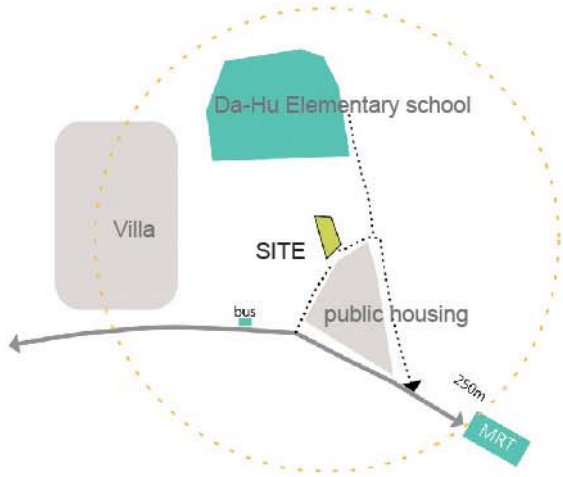 Da-Hu Elementary school
Villa
SITE
bus
public housing
250m
MRT